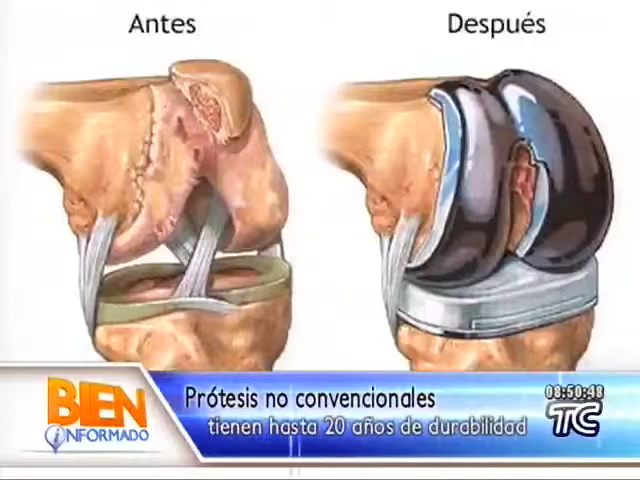 Antes
Después
BIEN
iNFORMADO
Prótesis no convencionales
tienen hasta 20 años de durabilidad
08:50:48
TC